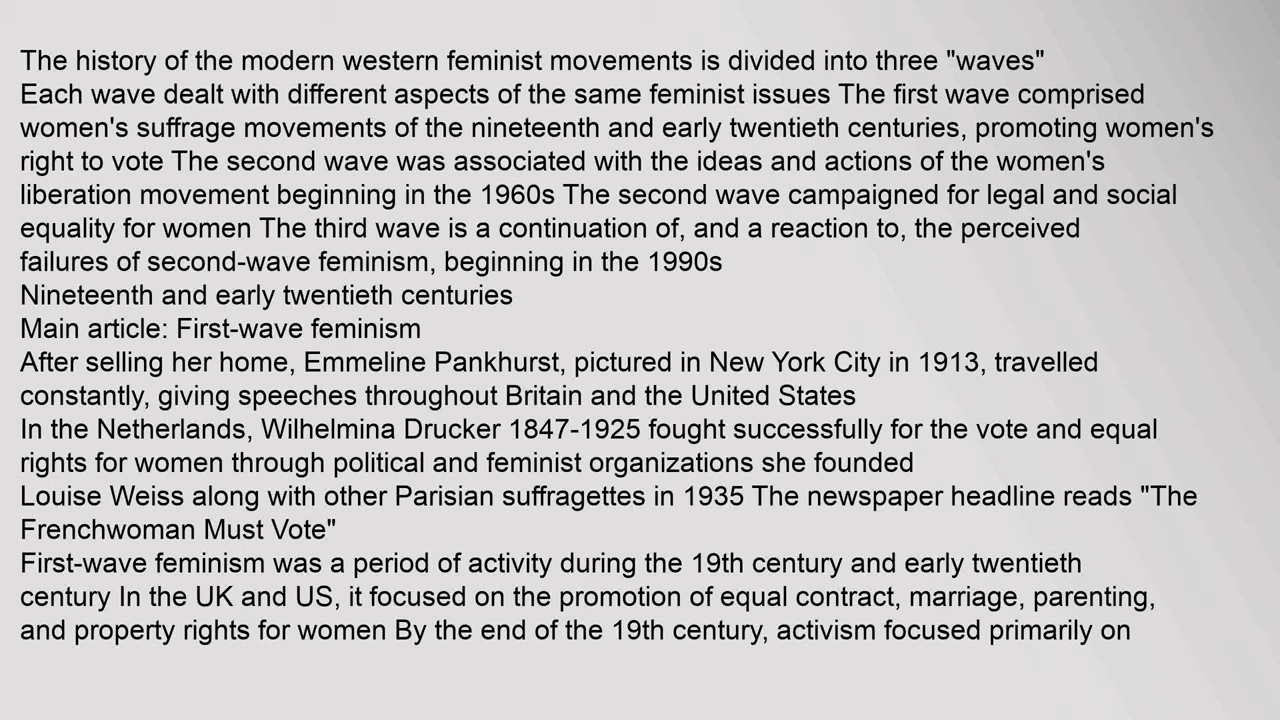 The history of the modern western feminist movements is divided into three "waves"
Each wave dealt with different aspects of the same feminist issues The first wave comprised
women's suffrage movements of the nineteenth and early twentieth centuries, promoting women's
right to vote The second wave was associated with the ideas and actions of the women's
liberation movement beginning in the 1960s The second wave campaigned for legal and social
equality for women The third wave is a continuation of, and a reaction to, the perceived
failures of second-wave feminism, beginning in the 1990s
Nineteenth and early twentieth centuries
Main article: First-wave feminism
After selling her home, Emmeline Pankhurst, pictured in New York City in 1913, travelled
constantly, giving speeches throughout Britain and the United States
In the Netherlands, Wilhelmina Drucker 1847-1925 fought successfully for the vote and equal
rights for women through political and feminist organizations she founded
Louise Weiss along with other Parisian suffragettes in 1935 The newspaper headline reads "The
Frenchwoman Must Vote"
First-wave feminism was a period of activity during the 19th century and early twentieth
century In the UK and US, it focused on the promotion of equal contract, marriage, parenting,
and property rights for women By the end of the 19th century, activism focused primarily on